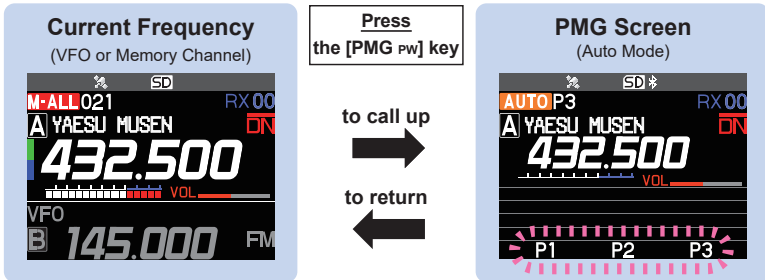 Current Frequency
(VFO or Memory Channel)
SD
M-ALL 021 RX 00
A YAESU MUSEN DN
432.500
VOL
VFO
B 145.000 FM
Press
the [PMG PW] key
to call up
to return
PMG Screen
(Auto Mode)
SD
AUTO P3 RX 00
A YAESU MUSEN DN
432.500
VOL
P1 P2 P3